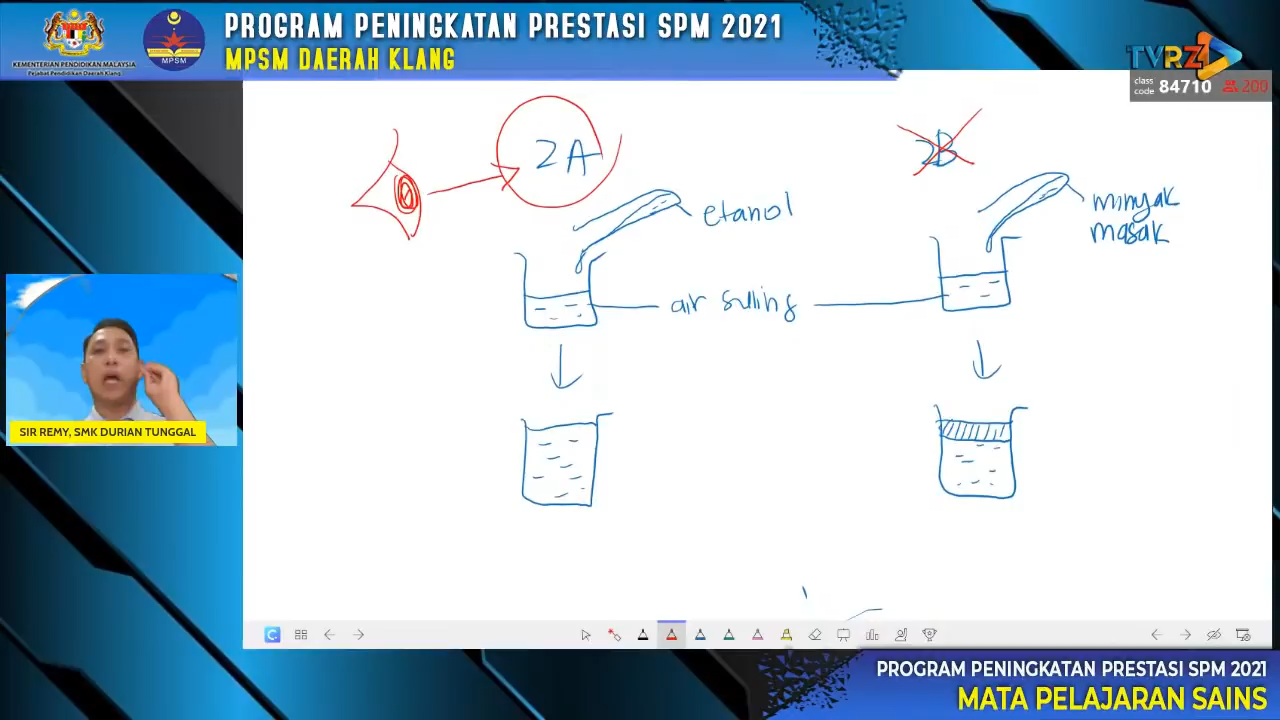 PROGRAM PENINGKATAN PRESTASI SPM 2021
MPSM DAERAH KLANG
KEMENTERIAN PENDIDIKAN MALAYSIA
Pejabat Pendidikan Daerah Klang
MPSM
TVRZ
class code 84710 200
2A
2B
etanol
minyak
masak
air suling
SIR REMY, SMK DURIAN TUNGGAL
PROGRAM PENINGKATAN PRESTASI SPM 2021
MATA PELAJARAN SAINS